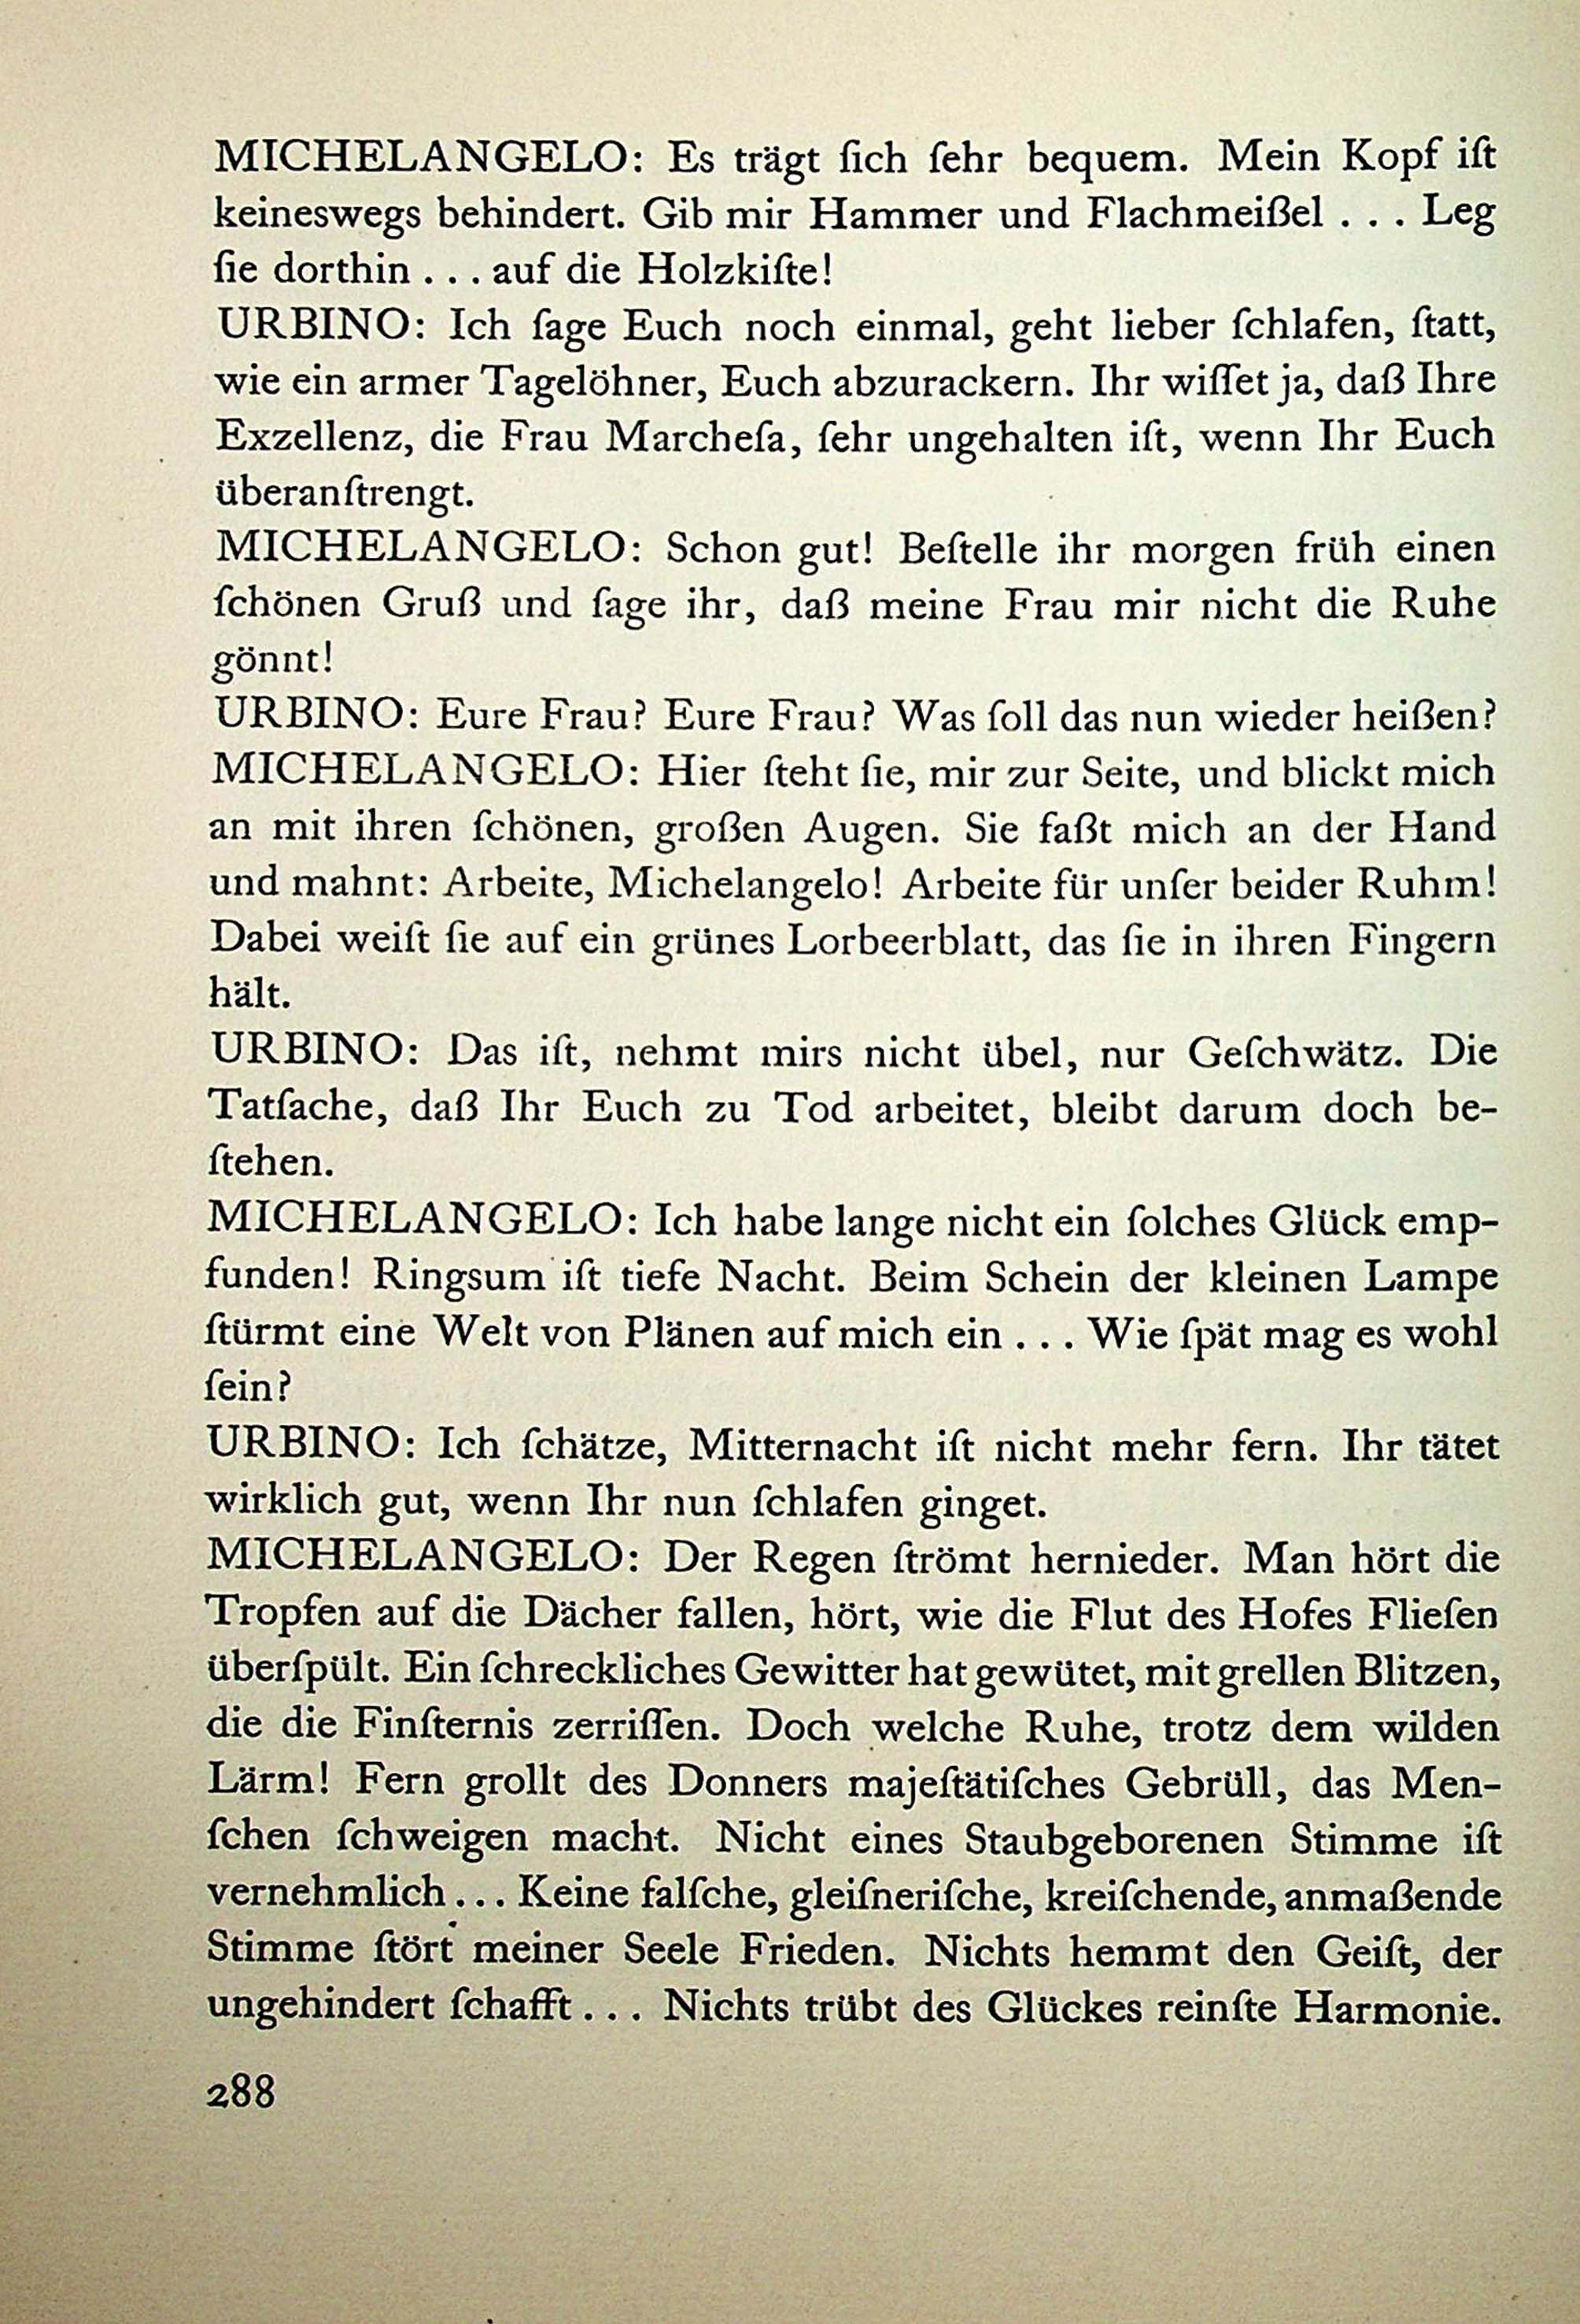 MICHELANGELO: Es trägt ſich ſehr bequem. Mein Kopf iſt
keineswegs behindert. Gib mir Hammer und Flachmeißel . . . Leg
ſie dorthin . . . auf die Holzkiſte!
URBINO: Ich ſage Euch noch einmal, geht lieber ſchlafen, ſtatt,
wie ein armer Tagelöhner, Euch abzurackern. Ihr wiſſet ja, daß Ihre
Exzellenz, die Frau Marcheſa, ſehr ungehalten iſt, wenn Ihr Euch
überanſtrengt.
MICHELANGELO: Schon gut! Beſtelle ihr morgen früh einen
ſchönen Gruß und ſage ihr, daß meine Frau mir nicht die Ruhe
gönnt!
URBINO: Eure Frau? Eure Frau? Was ſoll das nun wieder heißen?
MICHELANGELO: Hier ſteht ſie, mir zur Seite, und blickt mich
an mit ihren ſchönen, großen Augen. Sie faßt mich an der Hand
und mahnt: Arbeite, Michelangelo! Arbeite für unſer beider Ruhm!
Dabei weiſt ſie auf ein grünes Lorbeerblatt, das ſie in ihren Fingern
hält.
URBINO: Das iſt, nehmt mirs nicht übel, nur Geſchwätz. Die
Tatſache, daß Ihr Euch zu Tod arbeitet, bleibt darum doch be-
ſtehen.
MICHELANGELO: Ich habe lange nicht ein ſolches Glück emp-
funden! Ringsum iſt tiefe Nacht. Beim Schein der kleinen Lampe
ſtürmt eine Welt von Plänen auf mich ein . . . Wie ſpät mag es wohl
ſein?
URBINO: Ich ſchätze, Mitternacht iſt nicht mehr fern. Ihr tätet
wirklich gut, wenn Ihr nun ſchlafen ginget.
MICHELANGELO: Der Regen ſtrömt hernieder. Man hört die
Tropfen auf die Dächer fallen, hört, wie die Flut des Hofes Flieſen
überſpült. Ein ſchreckliches Gewitter hat gewütet, mit grellen Blitzen,
die die Finſternis zerriſſen. Doch welche Ruhe, trotz dem wilden
Lärm! Fern grollt des Donners majeſtätiſches Gebrüll, das Men-
ſchen ſchweigen macht. Nicht eines Staubgeborenen Stimme iſt
vernehmlich . . . Keine falſche, gleiſneriſche, kreiſchende, anmaßende
Stimme ſtört meiner Seele Frieden. Nichts hemmt den Geiſt, der
ungehindert ſchafft . . . Nichts trübt des Glückes reinſte Harmonie.
288